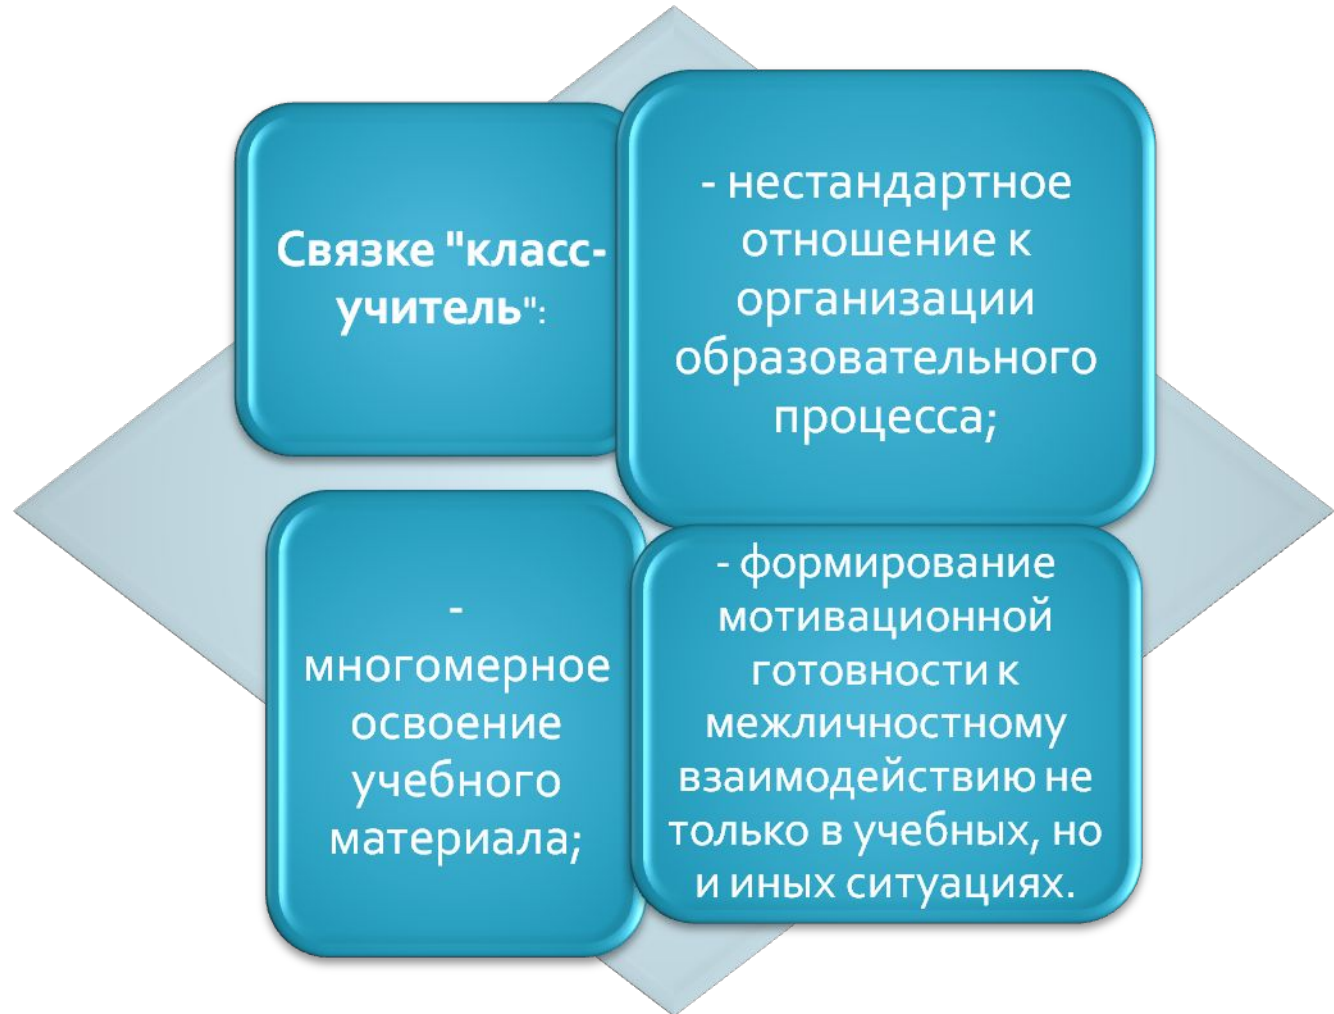 Связке "класс-
учитель":
- нестандартное
отношение к
организации
образовательного
процесса;
-
многомерное
освоение
учебного
материала;
- формирование
мотивационной
готовности к
межличностному
взаимодействию не
только в учебных, но
и иных ситуациях.